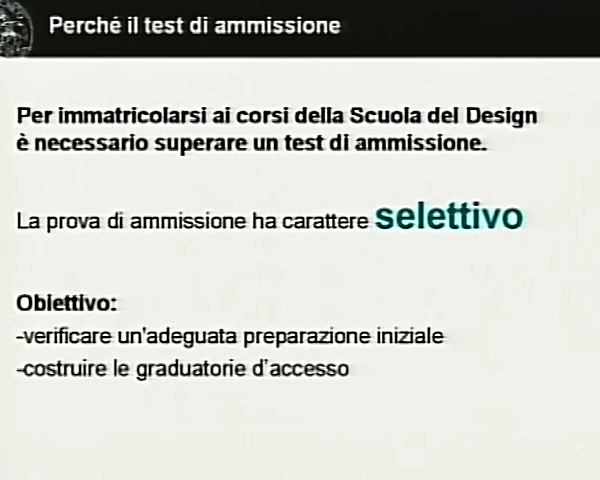 Perché il test di ammissione
Per immatricolarsi ai corsi della Scuola del Design
è necessario superare un test di ammissione.
La prova di ammissione ha carattere selettivo
Obiettivo:
-verificare un'adeguata preparazione iniziale
-costruire le graduatorie d'accesso